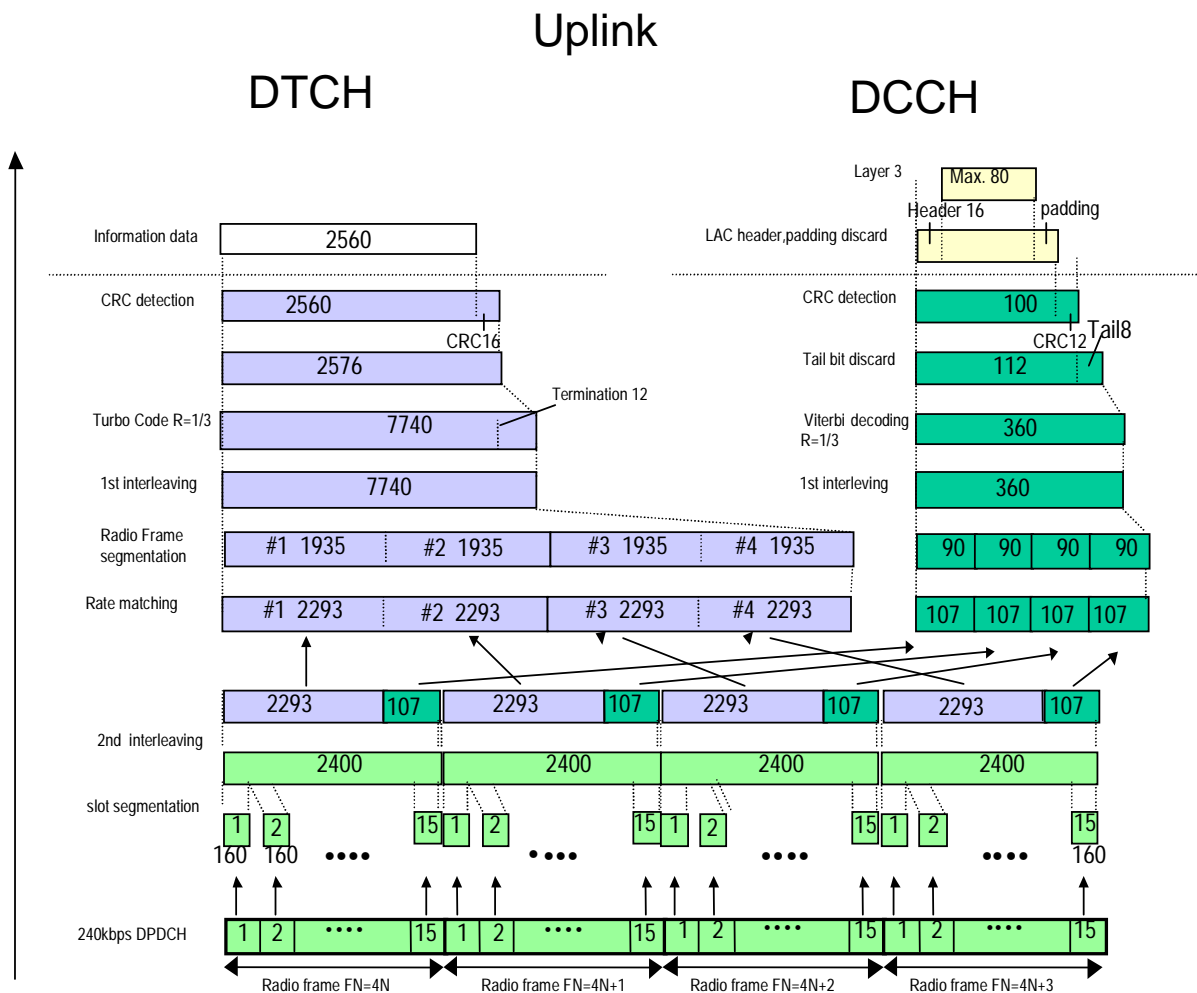 Uplink
DTCH
DCCH
Layer 3
Max. 80
Header 16
padding
Information data
2560
LAC header,padding discard
CRC detection
2560
CRC16
CRC detection
100
CRC12
Tail8
2576
Tail bit discard
112
Termination 12
Turbo Code R=1/3
7740
Viterbi decoding
R=1/3
360
1st interleaving
7740
1st interleving
360
Radio Frame
segmentation
#1 1935
#2 1935
#3 1935
#4 1935
90
90
90
90
Rate matching
#1 2293
#2 2293
#3 2293
#4 2293
107
107
107
107
2293
107
2293
107
2293
107
2293
107
2nd interleaving
2400
2400
2400
2400
slot segmentation
1
2
15
1
2
15
1
2
15
1
2
15
160
160
••••
••••
••••
••••
160
240kbps DPDCH
1
2
••••
15
1
2
••••
15
1
2
••••
15
1
2
••••
15
Radio frame FN=4N
Radio frame FN=4N+1
Radio frame FN=4N+2
Radio frame FN=4N+3